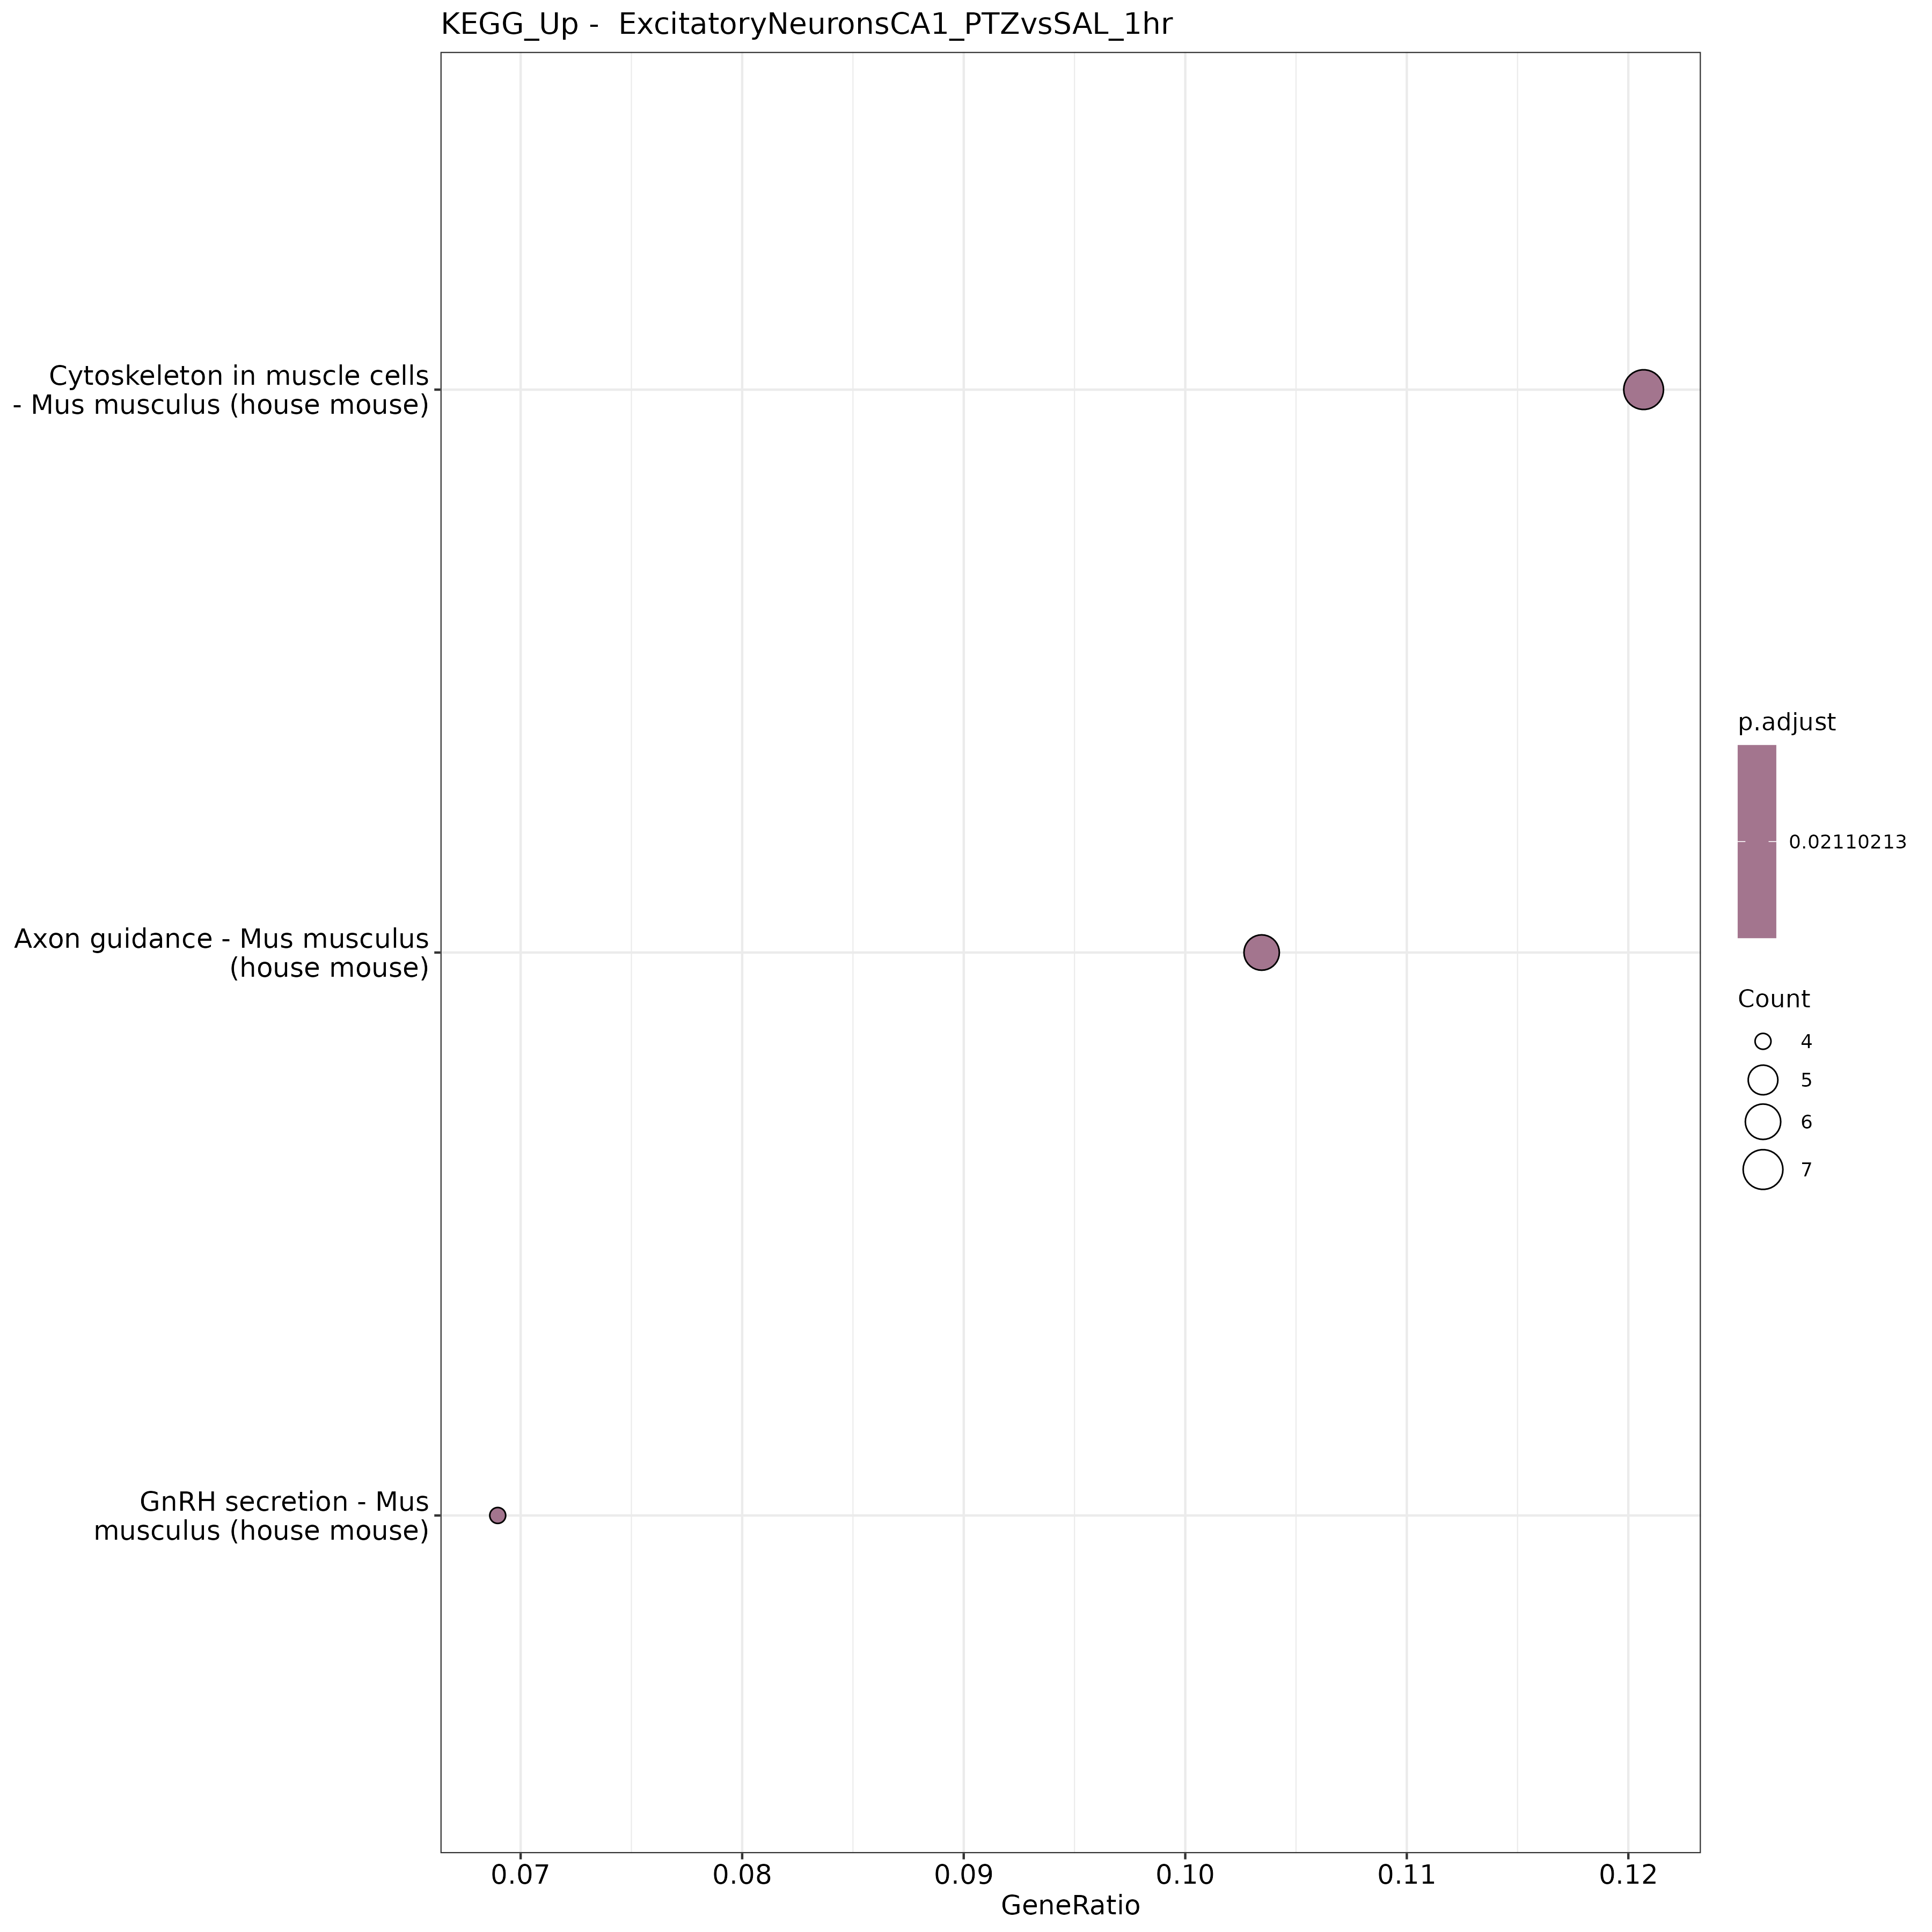 KEGG_Up -  ExcitatoryNeuronsCA1_PTZvsSAL_1hr
Cytoskeleton in muscle cells
- Mus musculus (house mouse)
Axon guidance - Mus musculus
(house mouse)
GnRH secretion - Mus
musculus (house mouse)
0.07
0.08
0.09
0.10
0.11
0.12
GeneRatio
p.adjust
0.02110213
Count
4
5
6
7